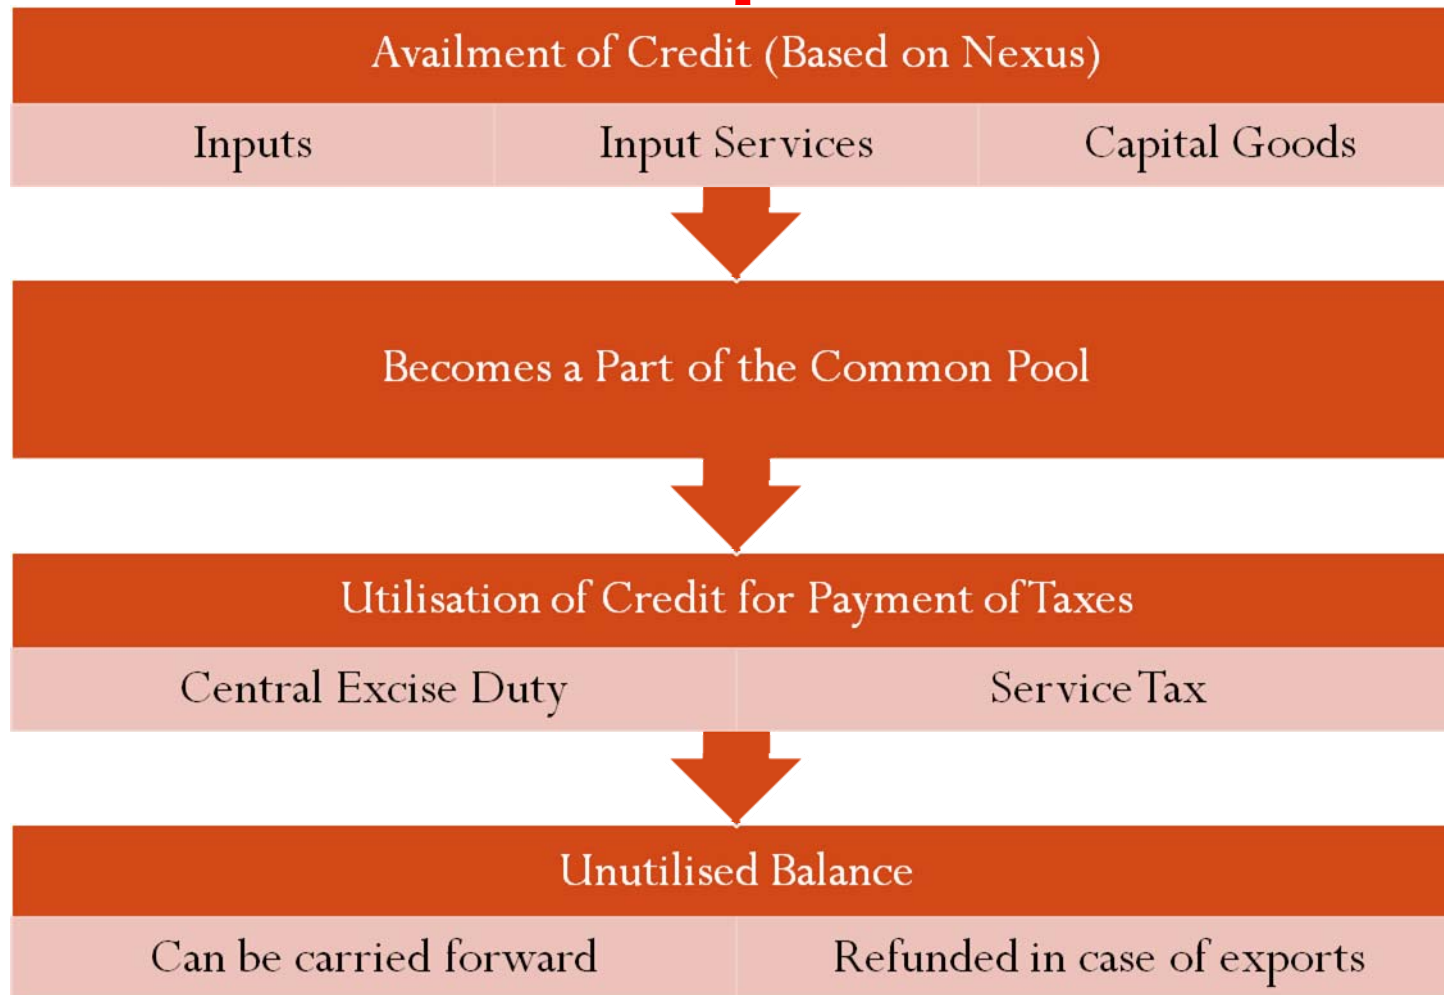 Availment of Credit (Based on Nexus)
Inputs Input Services Capital Goods
Becomes a Part of the Common Pool
Utilisation of Credit for Payment of Taxes
Central Excise Duty Service Tax
Unutilised Balance
Can be carried forward Refunded in case of exports